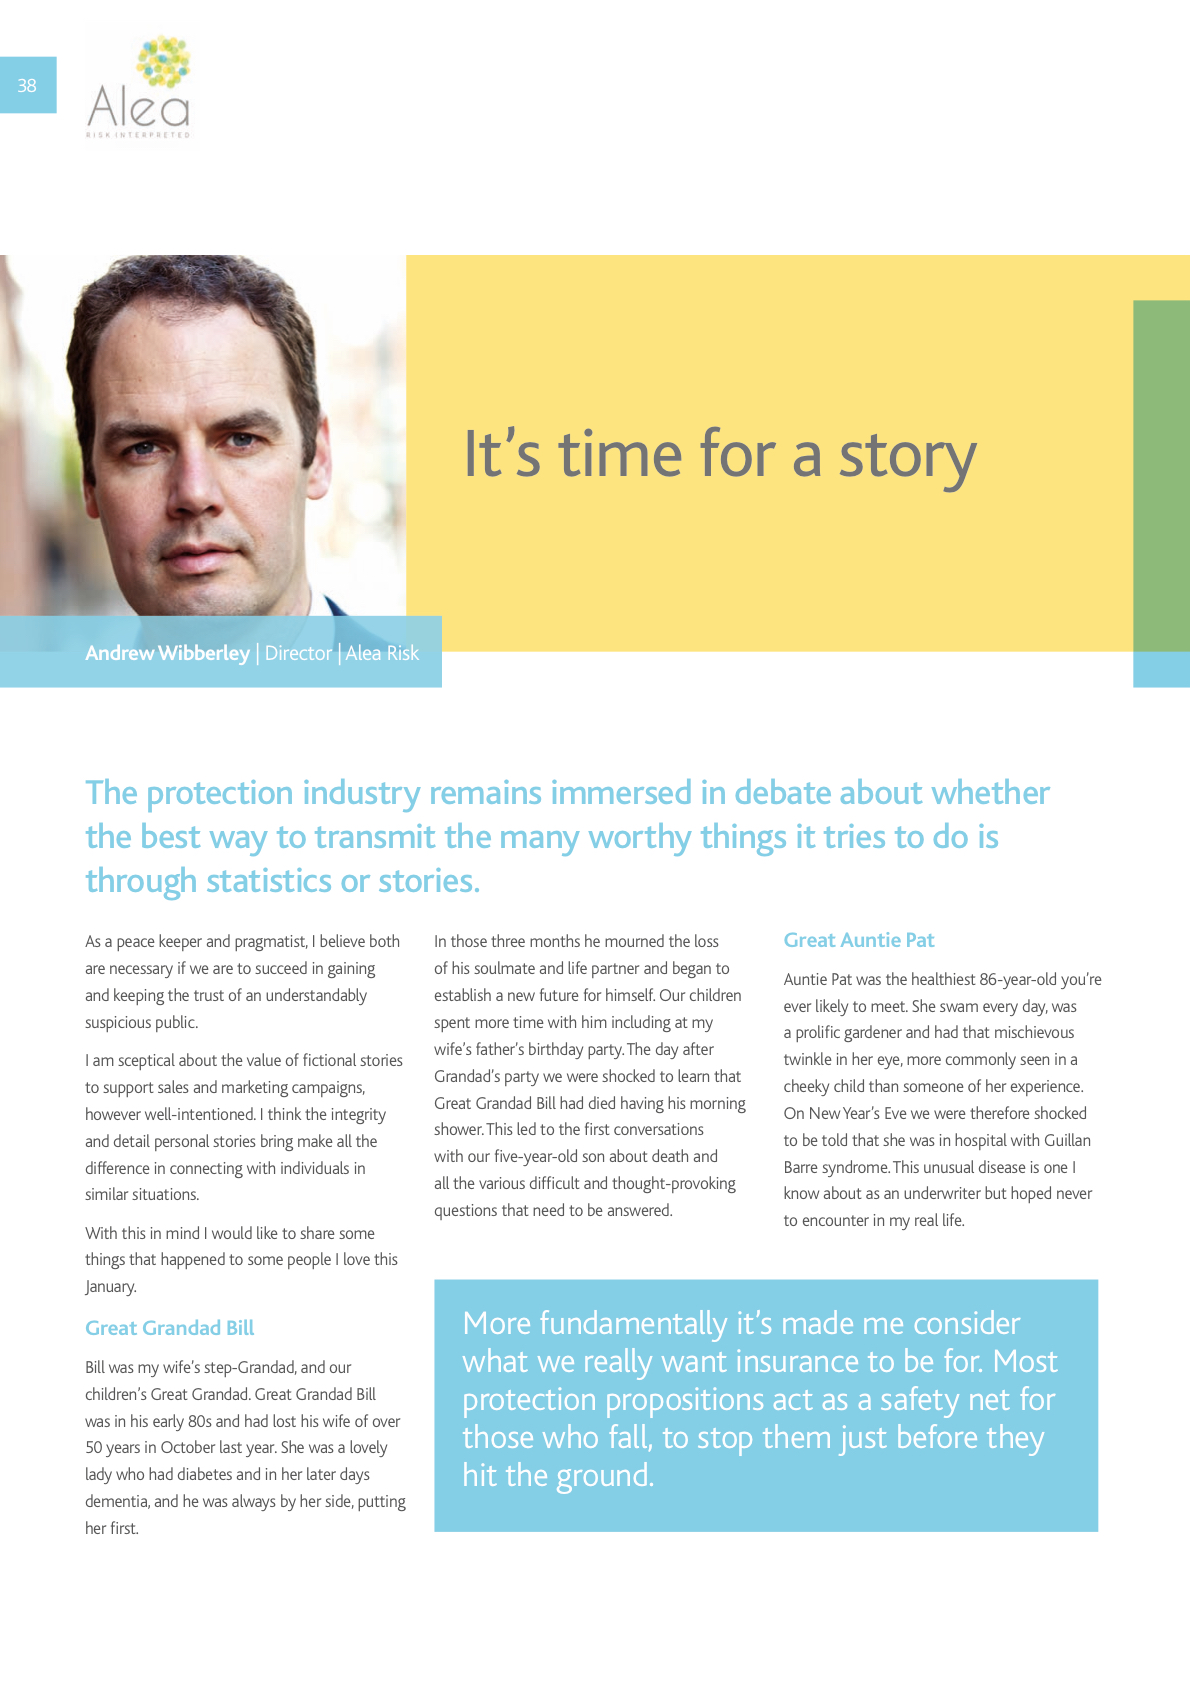 38
Alea
RISK INTERPRETED
It’s time for a story
Andrew Wibberley | Director | Alea Risk
The protection industry remains immersed in debate about whether
the best way to transmit the many worthy things it tries to do is
through statistics or stories.
As a peace keeper and pragmatist, I believe both
are necessary if we are to succeed in gaining
and keeping the trust of an understandably
suspicious public.
I am sceptical about the value of fictional stories
to support sales and marketing campaigns,
however well-intentioned. I think the integrity
and detail personal stories bring make all the
difference in connecting with individuals in
similar situations.
With this in mind I would like to share some
things that happened to some people I love this
January.
Great Grandad Bill
Bill was my wife’s step-Grandad, and our
children’s Great Grandad. Great Grandad Bill
was in his early 80s and had lost his wife of over
50 years in October last year. She was a lovely
lady who had diabetes and in her later days
dementia, and he was always by her side, putting
her first.
In those three months he mourned the loss
of his soulmate and life partner and began to
establish a new future for himself. Our children
spent more time with him including at my
wife’s father’s birthday party. The day after
Grandad’s party we were shocked to learn that
Great Grandad Bill had died having his morning
shower. This led to the first conversations
with our five-year-old son about death and
all the various difficult and thought-provoking
questions that need to be answered.
Great Auntie Pat
Auntie Pat was the healthiest 86-year-old you’re
ever likely to meet. She swam every day, was
a prolific gardener and had that mischievous
twinkle in her eye, more commonly seen in a
cheeky child than someone of her experience.
On New Year’s Eve we were therefore shocked
to be told that she was in hospital with Guillan
Barre syndrome. This unusual disease is one I
know about as an underwriter but hoped never
to encounter in my real life.
More fundamentally it’s made me consider
what we really want insurance to be for. Most
protection propositions act as a safety net for
those who fall, to stop them just before they
hit the ground.